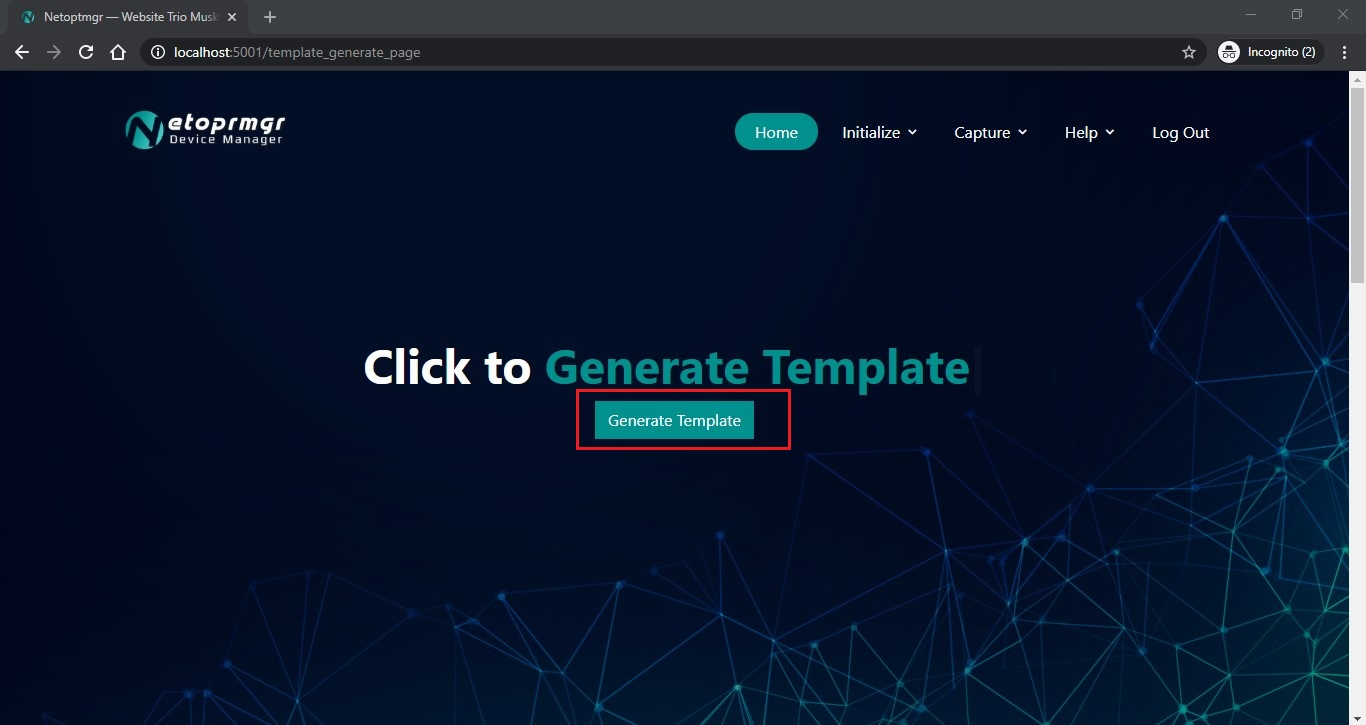 Netoptmgr — Website Trio Musk
localhost:5001/template_generate_page
Incognito (2)
Netoprmgr
Device Manager
Home Initialize Capture Help Log Out
Click to Generate Template
Generate Template